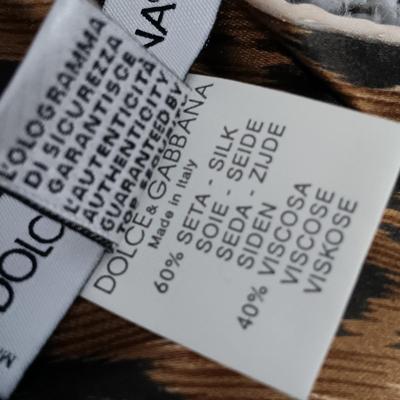 L'OLOGRAMMA
DI SICUREZZA
GARANTISCE
L'AUTENTICITÀ
AUTHENTICITY
GUARANTEED BY
DOLCE & GABBANA
Made in Italy
60% SETA - SILK
SOIE - SEIDE
SEDA - ZIJDE
SIDEN
40% VISCOSA
VISCOSE
VISKOSE
DOLC
NA